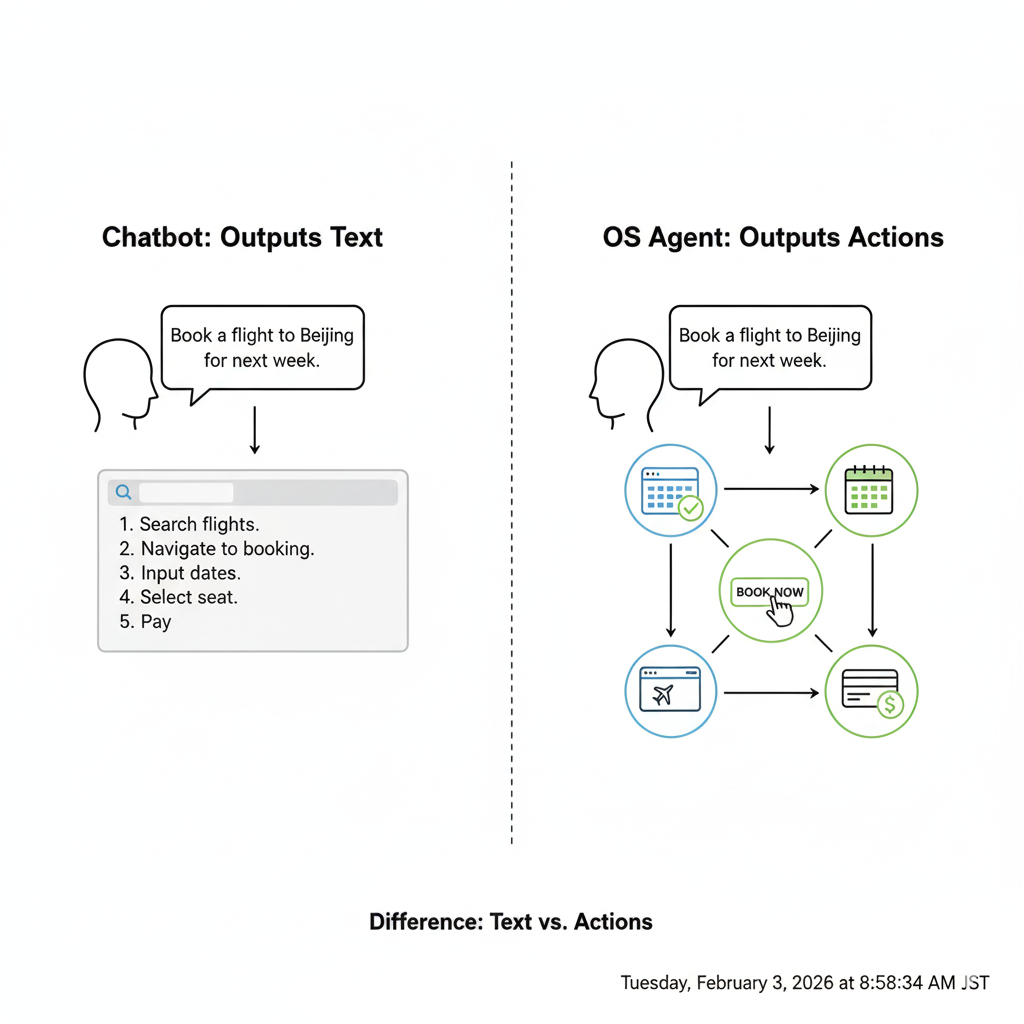 Chatbot: Outputs Text
Book a flight to Beijing
for next week.
1. Search flights.
2. Navigate to booking.
3. Input dates.
4. Select seat.
5. Pay
OS Agent: Outputs Actions
Book a flight to Beijing
for next week.
BOOK NOW
$
Difference: Text vs. Actions
Tuesday, February 3, 2026 at 8:58:34 AM JST